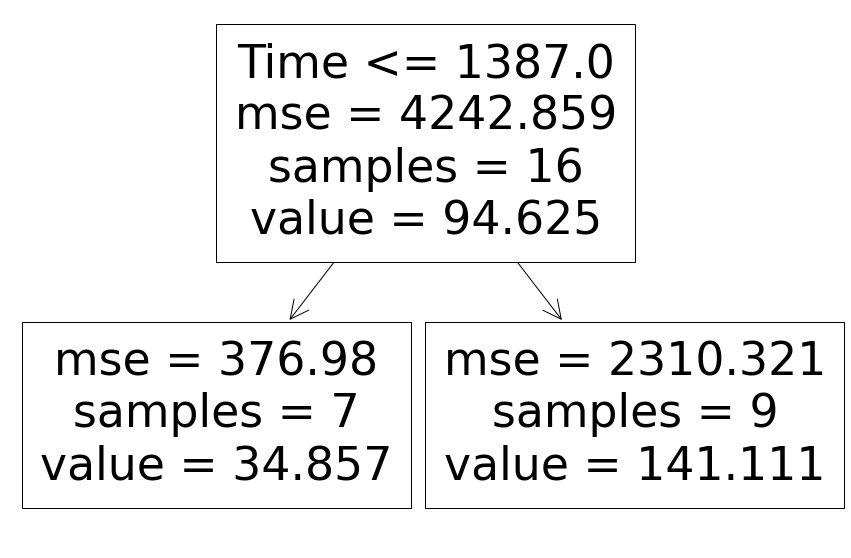 Time <= 1387.0
mse = 4242.859
samples = 16
value = 94.625
mse = 376.98
samples = 7
value = 34.857
mse = 2310.321
samples = 9
value = 141.111